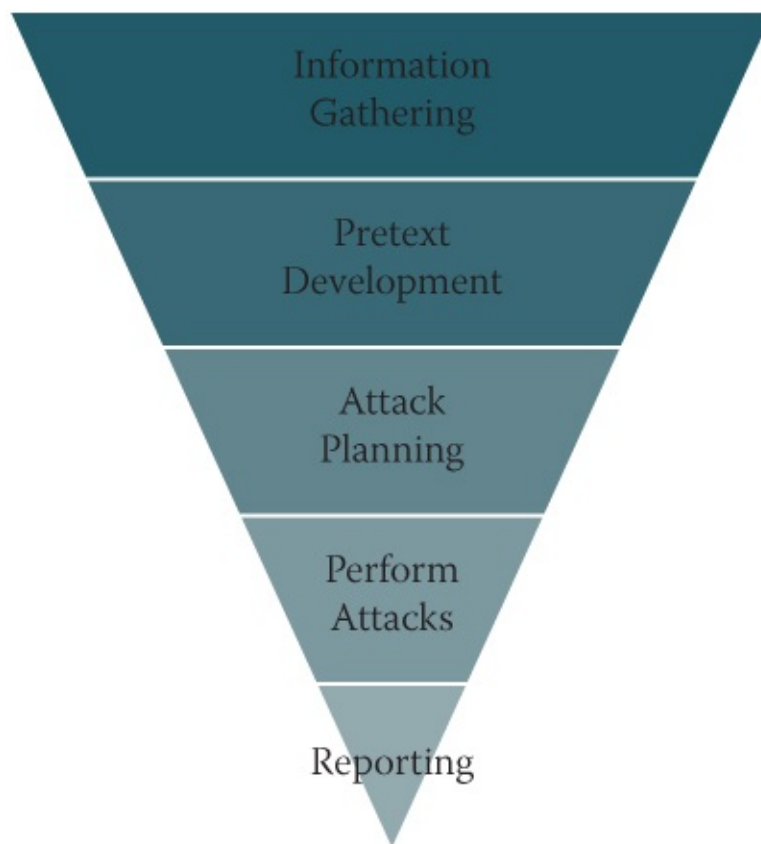 Information
Gathering
Pretext
Development
Attack
Planning
Perform
Attacks
Reporting